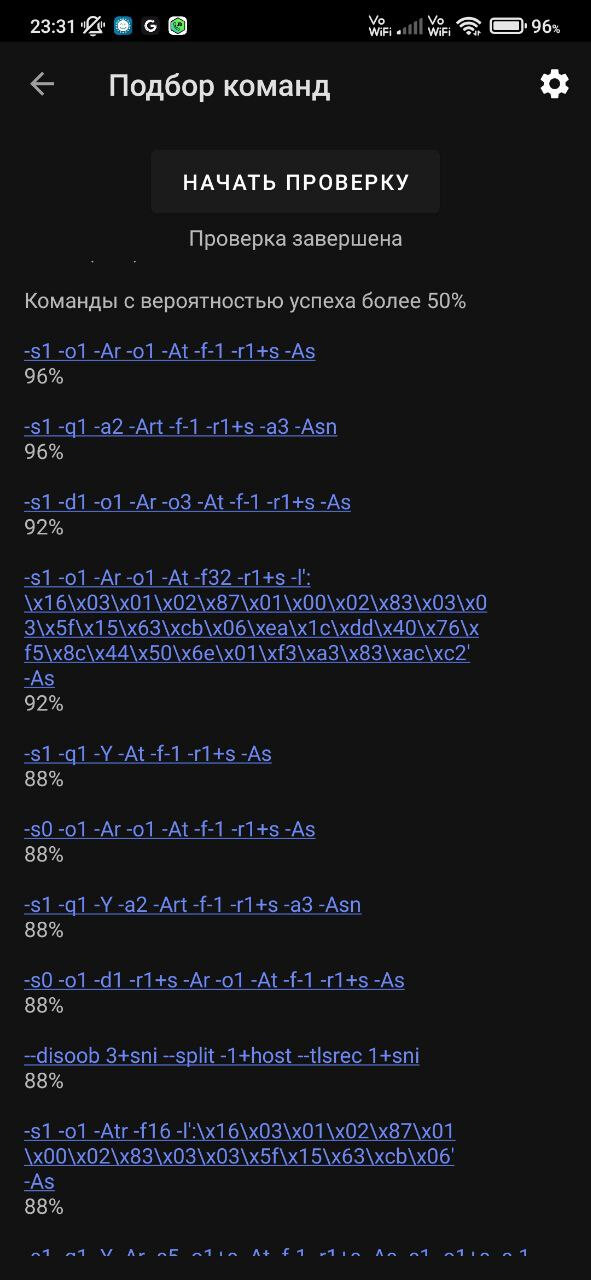 23:31
Vo
WiFi
Vo
WiFi
96%
Подбор команд
НАЧАТЬ ПРОВЕРКУ
Проверка завершена
Команды с вероятностью успеха более 50%
-s1 -o1 -Ar -o1 -At -f-1 -r1+s -As
96%
-s1 -q1 -a2 -Art -f-1 -r1+s -a3 -Asn
96%
-s1 -d1 -o1 -Ar -o3 -At -f-1 -r1+s -As
92%
-s1 -o1 -Ar -o1 -At -f32 -r1+s -l':
\x16\x03\x01\x02\x87\x01\x00\x02\x83\x03\x0
3\x5f\x15\x63\xcb\x06\xea\x1c\xdd\x40\x76\x
f5\x8c\x44\x50\x6e\x01\xf3\xa3\x83\xac\xc2'
-As
92%
-s1 -q1 -Y -At -f-1 -r1+s -As
88%
-s0 -o1 -Ar -o1 -At -f-1 -r1+s -As
88%
-s1 -q1 -Y -a2 -Art -f-1 -r1+s -a3 -Asn
88%
-s0 -o1 -d1 -r1+s -Ar -o1 -At -f-1 -r1+s -As
88%
--disoob 3+sni --split -1+host --tlsrec 1+sni
88%
-s1 -o1 -Atr -f16 -l':\x16\x03\x01\x02\x87\x01
\x00\x02\x83\x03\x03\x5f\x15\x63\xcb\x06'
-As
88%